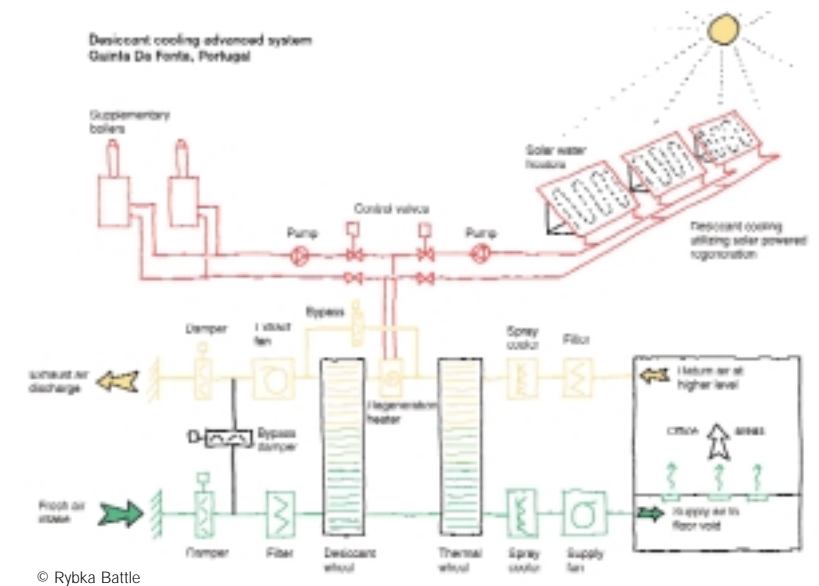 Desiccant cooling advanced system
Quinta Da Fonte, Portugal
Supplementary
boilers
Solar water
heaters
Control valves
Pump
Pump
Desiccant cooling
utilizing solar powered
regeneration
Bypass
Damper
Extract
fan
Spray
cooler
Filter
Exhaust air
discharge
Return air at
higher level
Regeneration
heater
Bypass
damper
Office areas
Fresh air
intake
Supply air to
floor void
Damper
Filter
Desiccant
wheel
Thermal
wheel
Spray
cooler
Supply
fan
© Rybka Battle